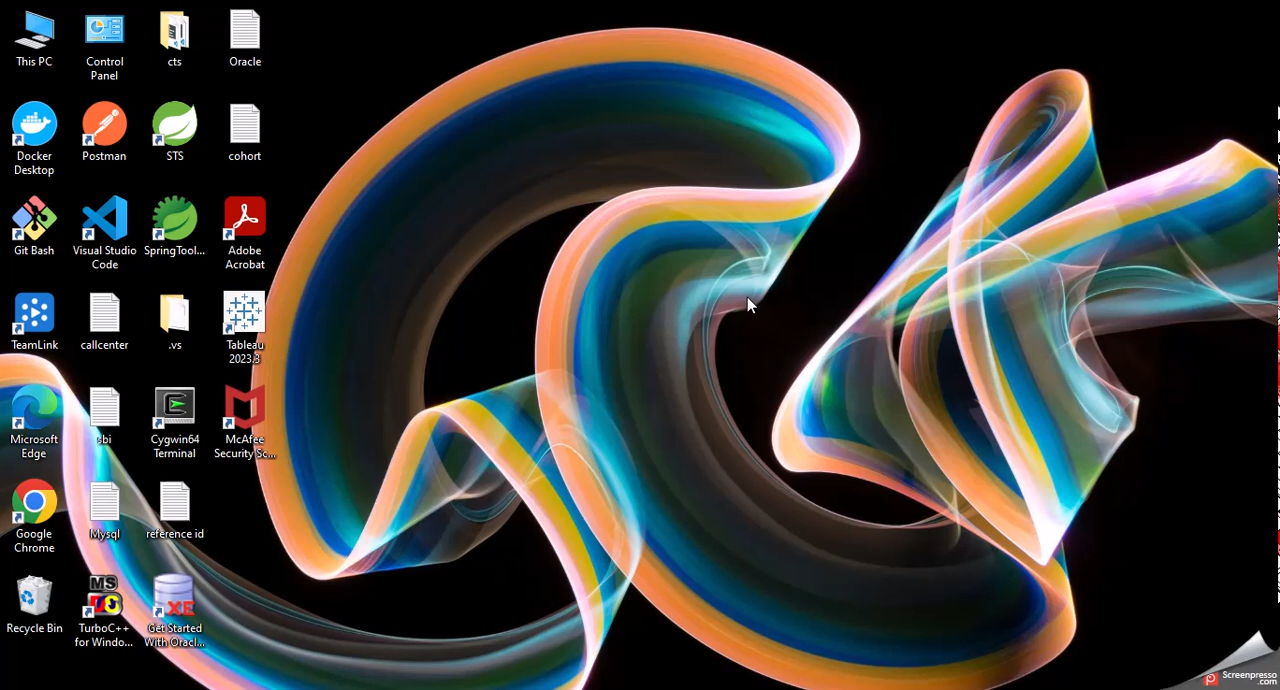 This PC
Control
Panel
cts
Oracle
Docker
Desktop
Postman
STS
cohort
Git Bash
Visual Studio
Code
SpringTool...
Adobe
Acrobat
TeamLink
callcenter
.vs
Tableau
2023.3
Microsoft
Edge
sbi
Cygwin64
Terminal
McAfee
Security Sc...
Google
Chrome
Mysql
reference id
Recycle Bin
MS
TurboC++
for Windo...
XE
Get Started
With Oracl...
Screenpresso
.com